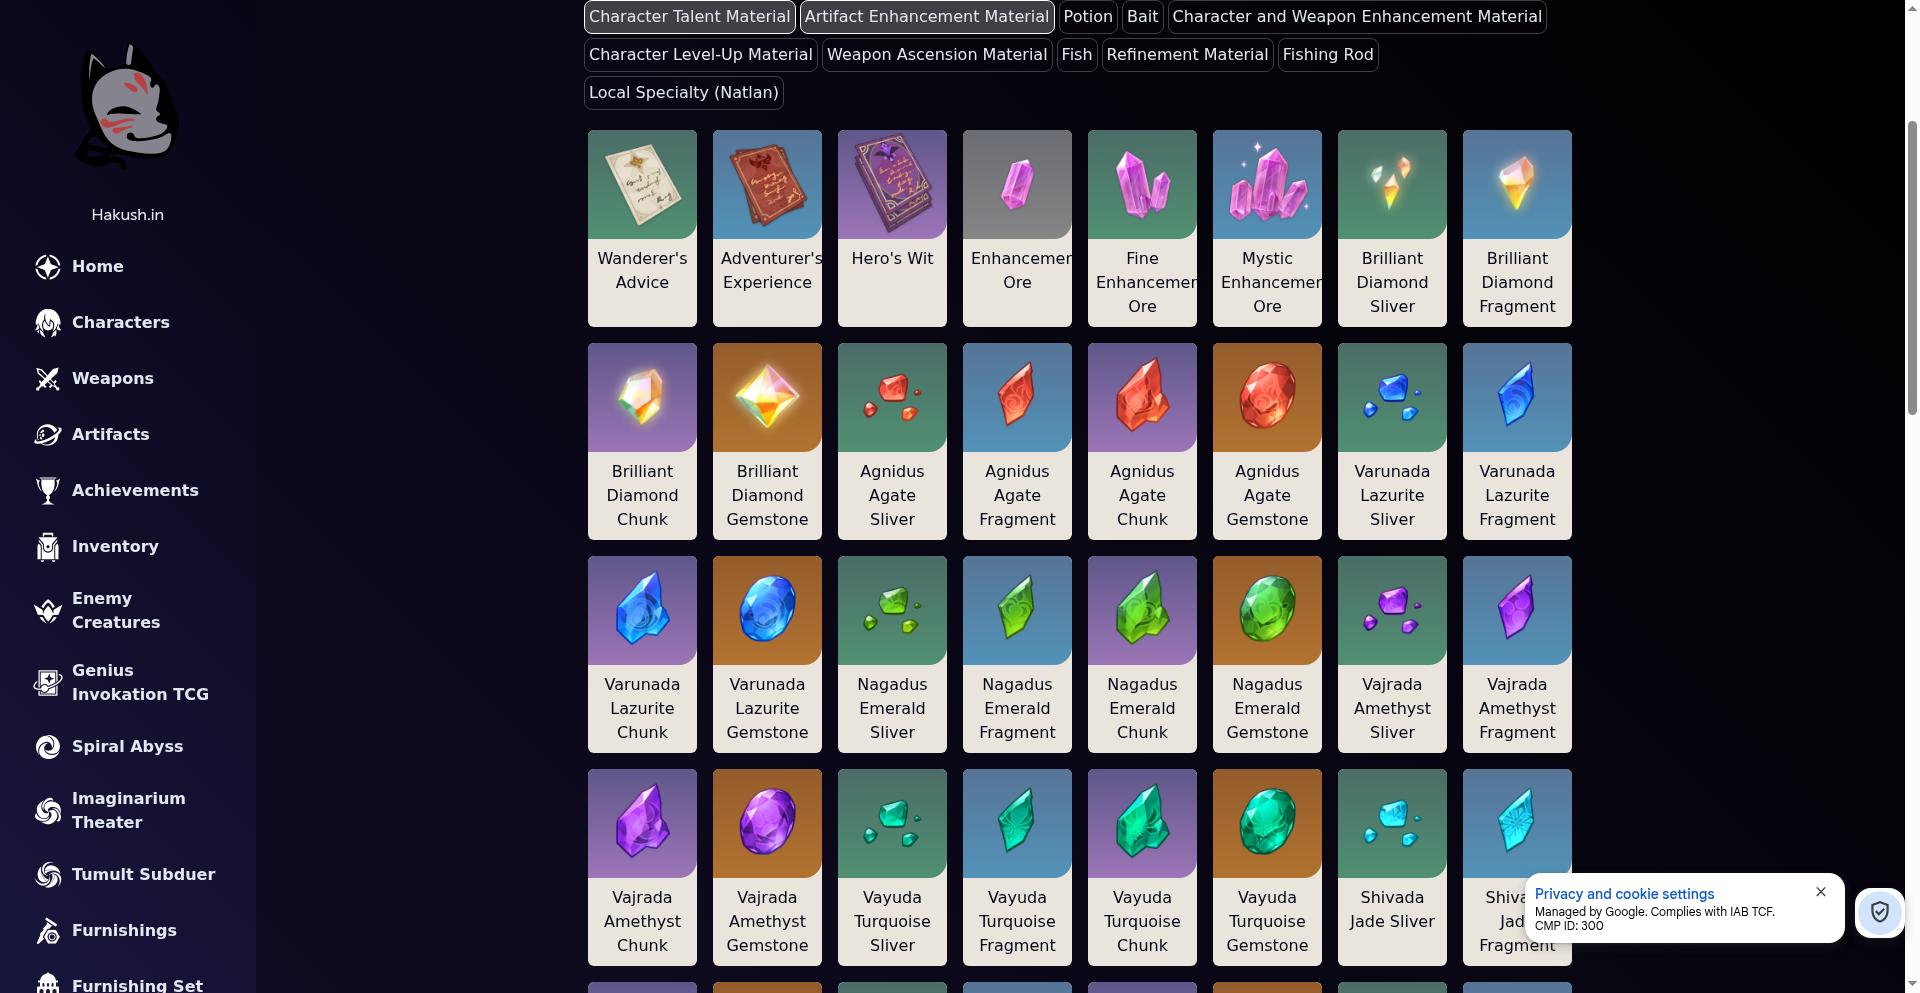 Character Talent Material
Artifact Enhancement Material
Potion
Bait
Character and Weapon Enhancement Material
Character Level-Up Material
Weapon Ascension Material
Fish
Refinement Material
Fishing Rod
Local Specialty (Natlan)
Hakush.in
Home
Characters
Weapons
Artifacts
Achievements
Inventory
Enemy
Creatures
Genius
Invokation TCG
Spiral Abyss
Imaginarium
Theater
Tumult Subduer
Furnishings
Furnishing Set
Wanderer's
Advice
Adventurer's
Experience
Hero's Wit
Enhancemen
Ore
Fine
Enhancemen
Ore
Mystic
Enhancemen
Ore
Brilliant
Diamond
Sliver
Brilliant
Diamond
Fragment
Brilliant
Diamond
Chunk
Brilliant
Diamond
Gemstone
Agnidus
Agate
Sliver
Agnidus
Agate
Fragment
Agnidus
Agate
Chunk
Agnidus
Agate
Gemstone
Varunada
Lazurite
Sliver
Varunada
Lazurite
Fragment
Varunada
Lazurite
Chunk
Varunada
Lazurite
Gemstone
Nagadus
Emerald
Sliver
Nagadus
Emerald
Fragment
Nagadus
Emerald
Chunk
Nagadus
Emerald
Gemstone
Vajrada
Amethyst
Sliver
Vajrada
Amethyst
Fragment
Vajrada
Amethyst
Chunk
Vajrada
Amethyst
Gemstone
Vayuda
Turquoise
Sliver
Vayuda
Turquoise
Fragment
Vayuda
Turquoise
Chunk
Vayuda
Turquoise
Gemstone
Shivada
Jade Sliver
Fragment
Privacy and cookie settings
Managed by Google. Complies with IAB TCF.
CMP ID: 300